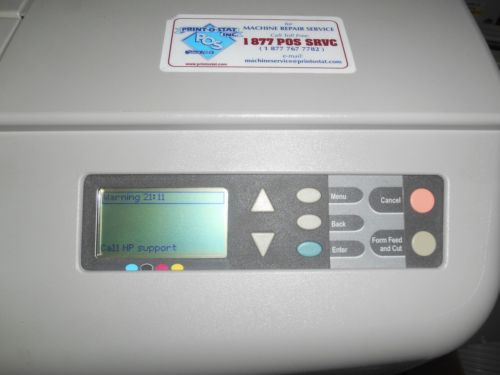 PRINT-O-STAT
INC.
POS
www.printostat.com
for
MACHINE REPAIR SERVICE
Call Toll Free:
1 877 POS SRVC
( 1 877 767 7782 )
e-mail:
machineservice@printostat.com
Warning 21:11
Call HP support
Menu
Back
Enter
Cancel
Form Feed
and Cut